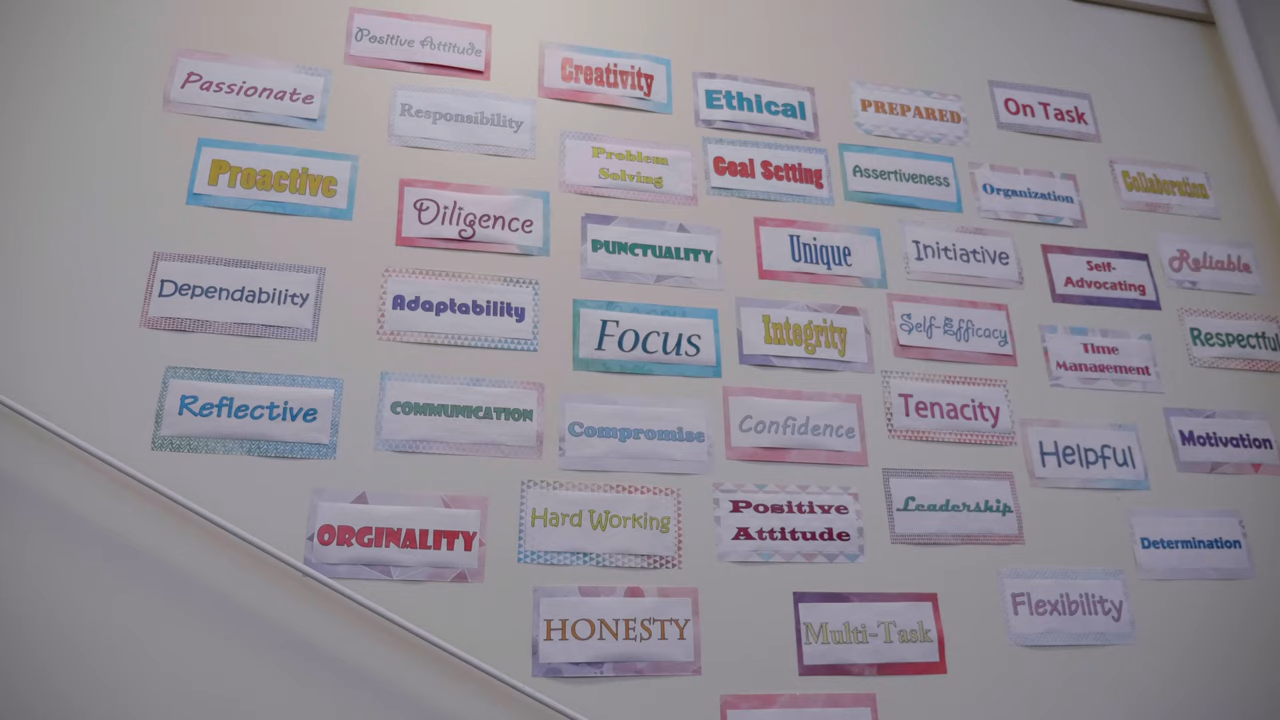 Positive Attitude
Passionate
Creativity
Responsibility
Ethical
PREPARED
On Task
Proactive
Problem
Solving
Goal Setting
Assertiveness
Organization
Collaboration
Diligence
PUNCTUALITY
Unique
Initiative
Self-
Advocating
Reliable
Dependability
Adaptability
Focus
Integrity
Self-Efficacy
Time
Management
Respectful
Reflective
COMMUNICATION
Compromise
Confidence
Tenacity
Helpful
Motivation
ORGINALITY
Hard Working
Positive
Attitude
Leadership
Determination
HONESTY
Multi-Task
Flexibility